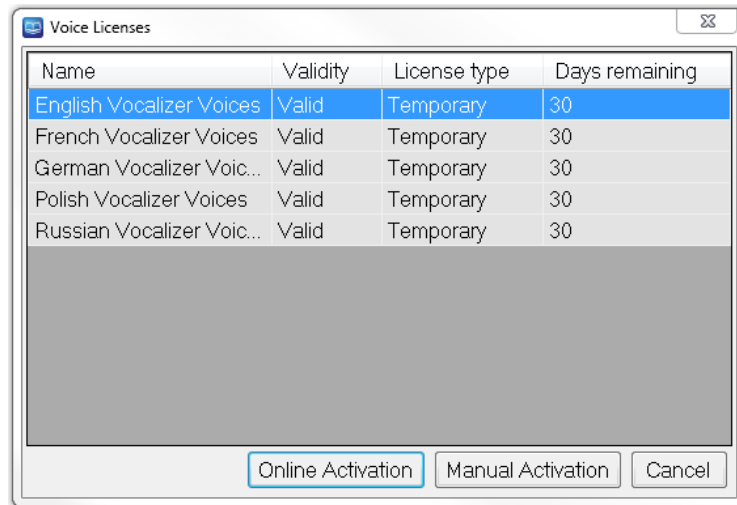 Voice Licenses
Name Validity License type Days remaining
English Vocalizer Voices Valid Temporary 30
French Vocalizer Voices Valid Temporary 30
German Vocalizer Voic... Valid Temporary 30
Polish Vocalizer Voices Valid Temporary 30
Russian Vocalizer Voic... Valid Temporary 30
Online Activation Manual Activation Cancel